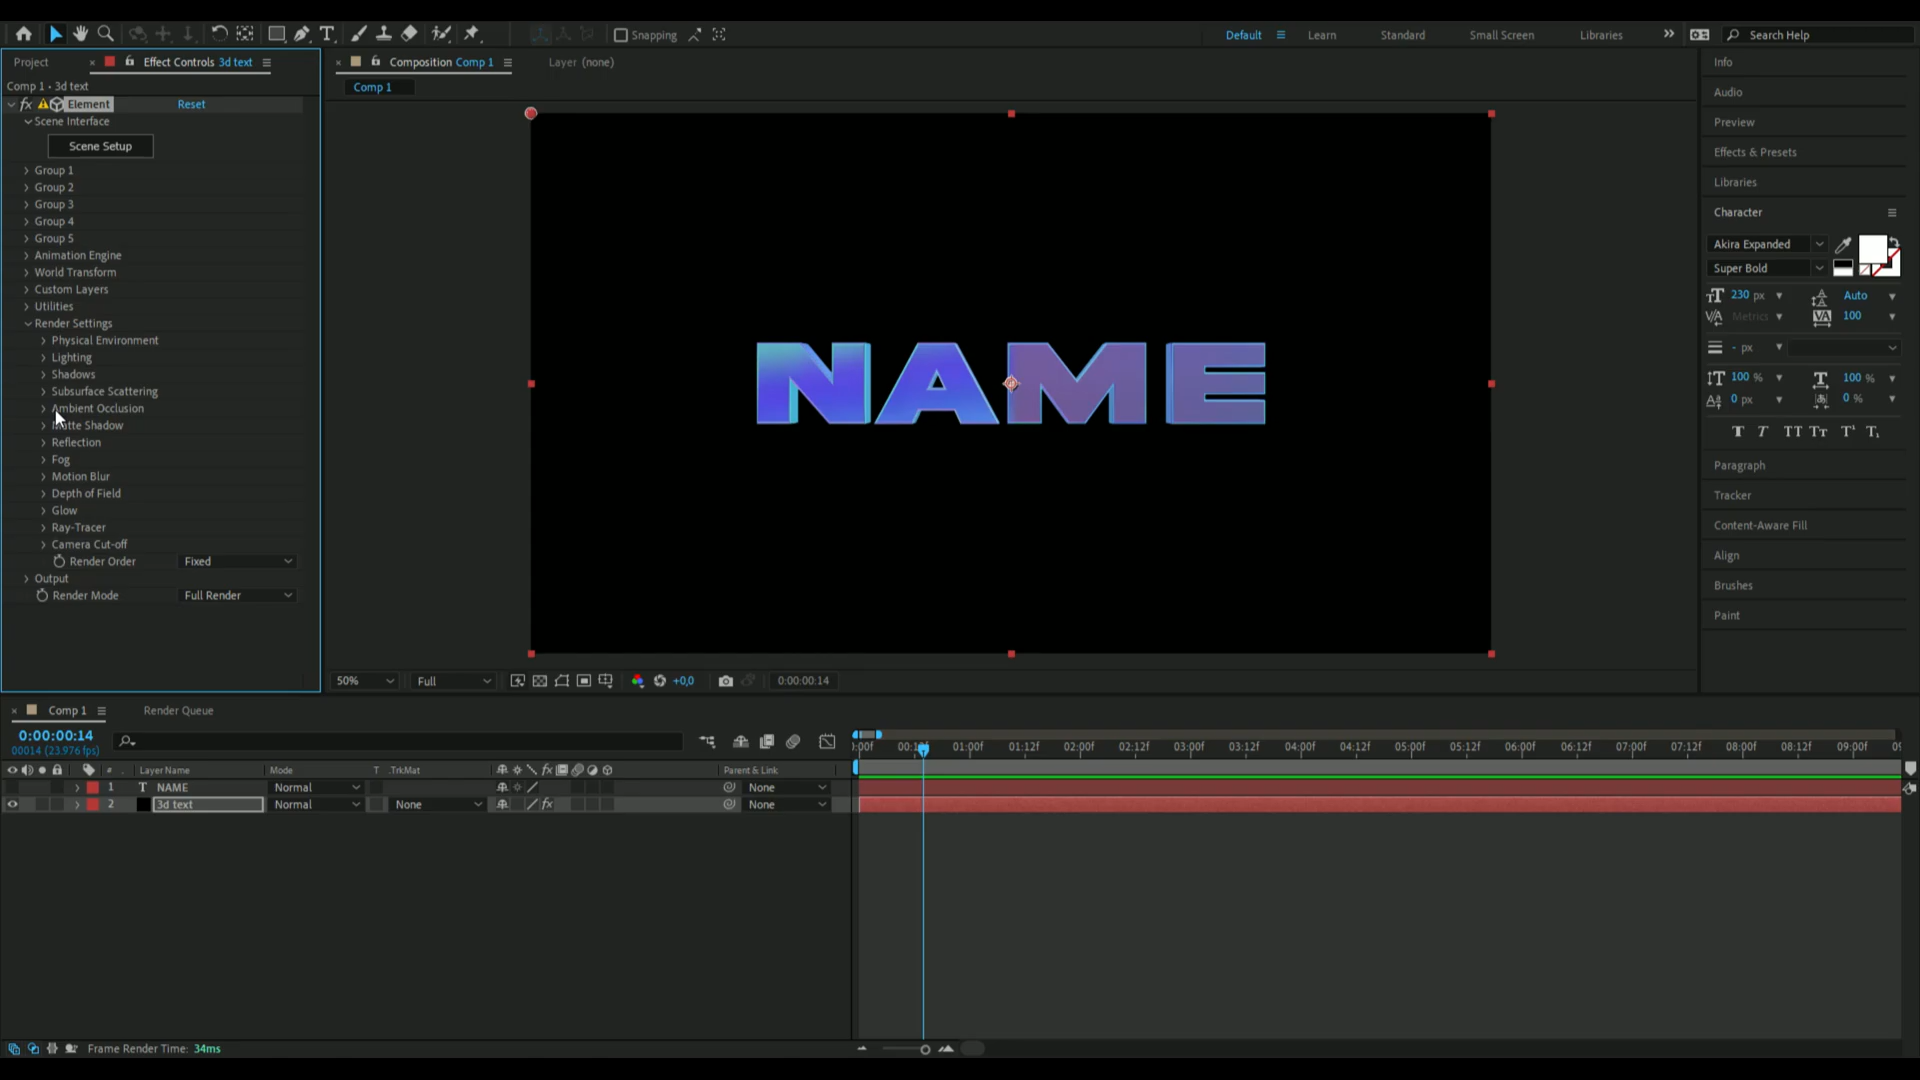 Snapping
Default
Learn
Standard
Small Screen
Libraries
Search Help
Project
Effect Controls 3d text
Composition Comp 1
Layer (none)
Info
Comp 1 • 3d text
Comp 1
Audio
fx Element
Reset
Scene Interface
Preview
Scene Setup
Effects & Presets
Group 1
Group 2
Libraries
Group 3
Character
Group 4
Group 5
Akira Expanded
Animation Engine
Super Bold
World Transform
Custom Layers
230 px
Auto
Utilities
Metrics
100
Render Settings
Physical Environment
- px
Lighting
Shadows
100 %
100 %
Subsurface Scattering
0 px
0 %
Ambient Occlusion
NAME
Matte Shadow
T T TT Tт T¹ T₁
Reflection
Fog
Paragraph
Motion Blur
Depth of Field
Tracker
Glow
Ray-Tracer
Content-Aware Fill
Camera Cut-off
Render Order
Fixed
Align
Output
Brushes
Render Mode
Full Render
Paint
50%
Full
+0,0
0:00:00:14
Comp 1
Render Queue
0:00:00:14
00014 (23.976 fps)
01:00f 01:12f 02:00f 02:12f 03:00f 03:12f 04:00f 04:12f 05:00f 05:12f 06:00f 06:12f 07:00f 07:12f 08:00f 08:12f 09:00f
# Layer Name
Mode
T .TrkMat
Parent & Link
1 T NAME
Normal
None
2 3d text
Normal
None
None
Frame Render Time: 34ms